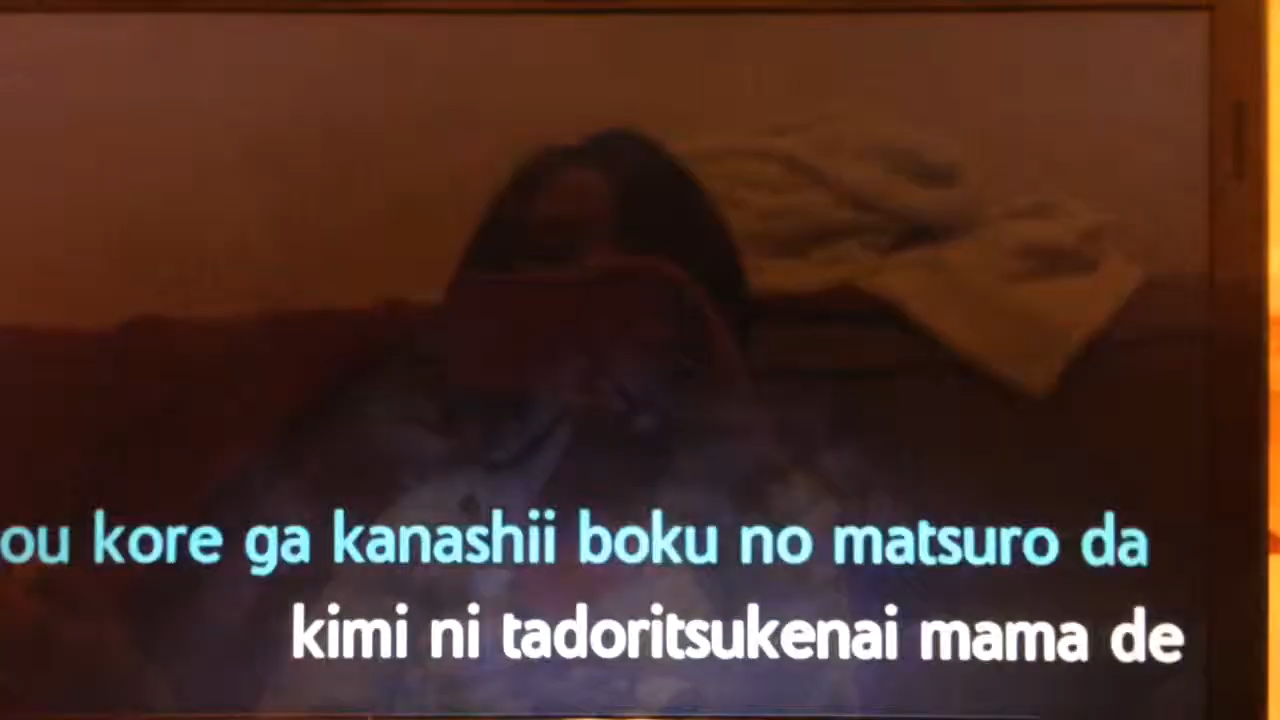 ou kore ga kanashii boku no matsuro da
kimi ni tadoritsukenai mama de